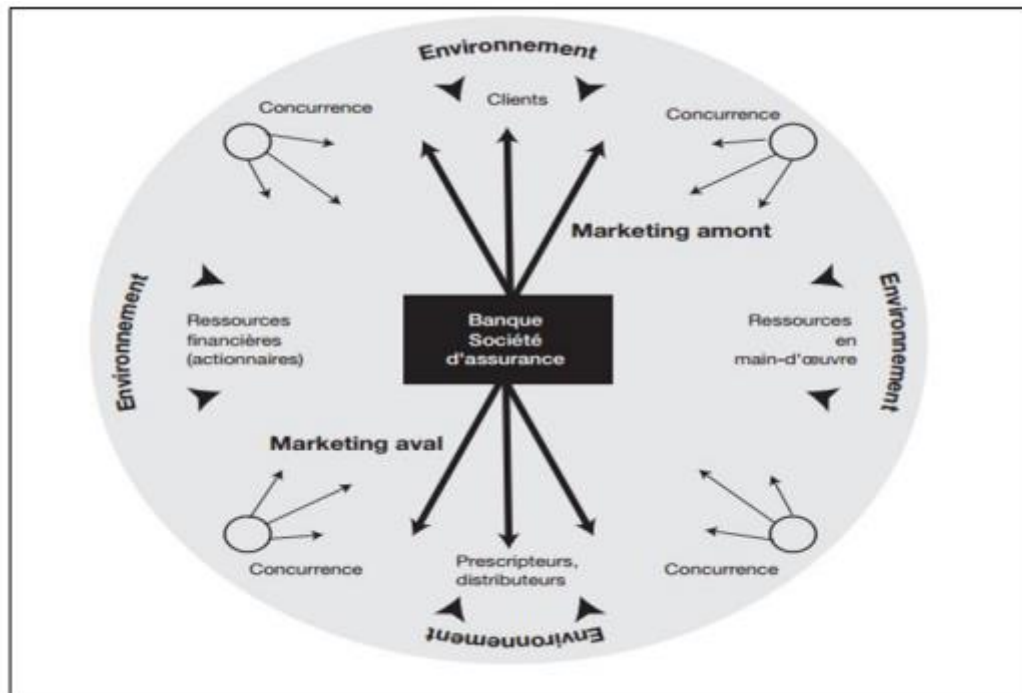 Environnement
Clients
Concurrence
Concurrence
Marketing amont
Environnement
Ressources
financières
(actionnaires)
Banque
Société
d'assurance
Ressources
en
main-d'œuvre
Environnement
Marketing aval
Concurrence
Prescripteurs,
distributeurs
Concurrence
Environnement